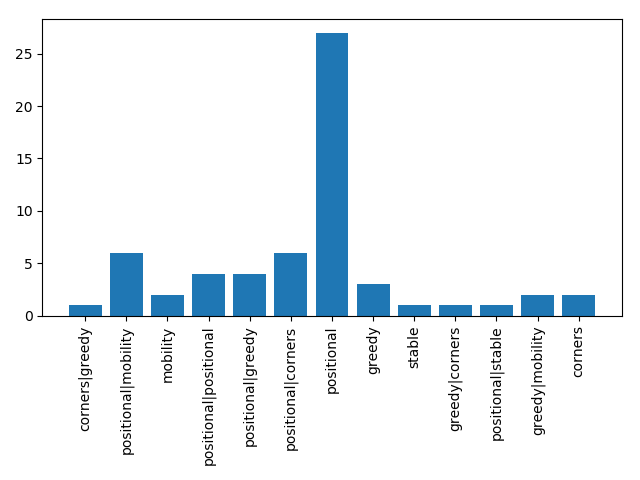 25
20
15
10
5
0
corners|greedy
positional|mobility
mobility
positional|positional
positional|greedy
positional|corners
positional
greedy
stable
greedy|corners
positional|stable
greedy|mobility
corners